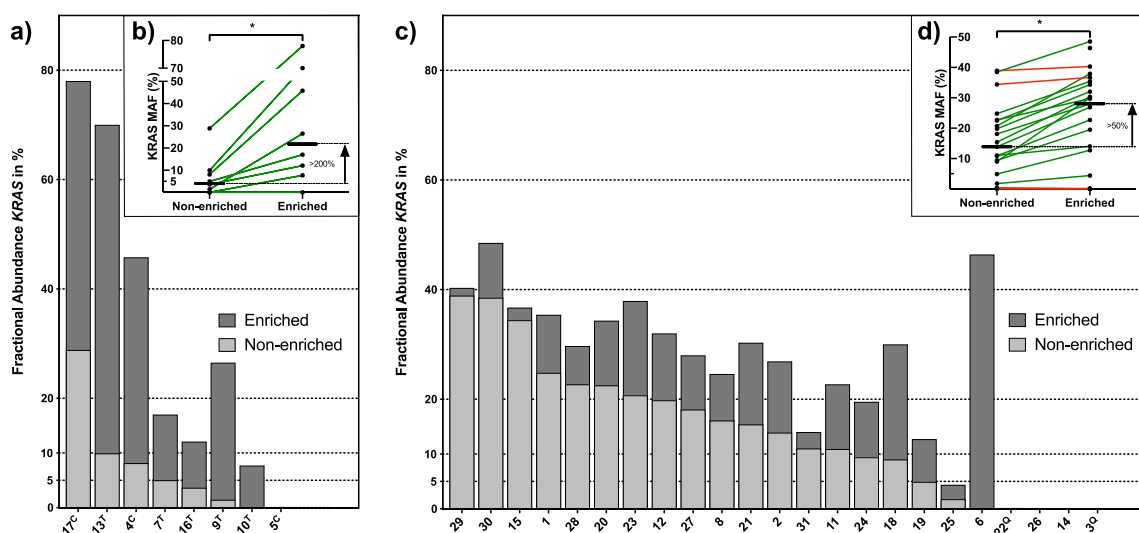 a)
Fractional Abundance KRAS in %
80
60
40
20
10
5
0
17C
13T
4C
7T
16T
9T
10T
5C
Enriched
Non-enriched
b)
KRAS MAF (%)
80
70
50
30
20
10
5
*
>200%
Non-enriched
Enriched
c)
Fractional Abundance KRAS in %
80
60
40
20
10
5
0
29
30
15
1
28
20
23
12
27
8
21
2
31
11
24
18
19
25
6
22Q
26
14
3Q
Enriched
Non-enriched
d)
KRAS MAF (%)
50
40
30
20
10
*
>50%
Non-enriched
Enriched